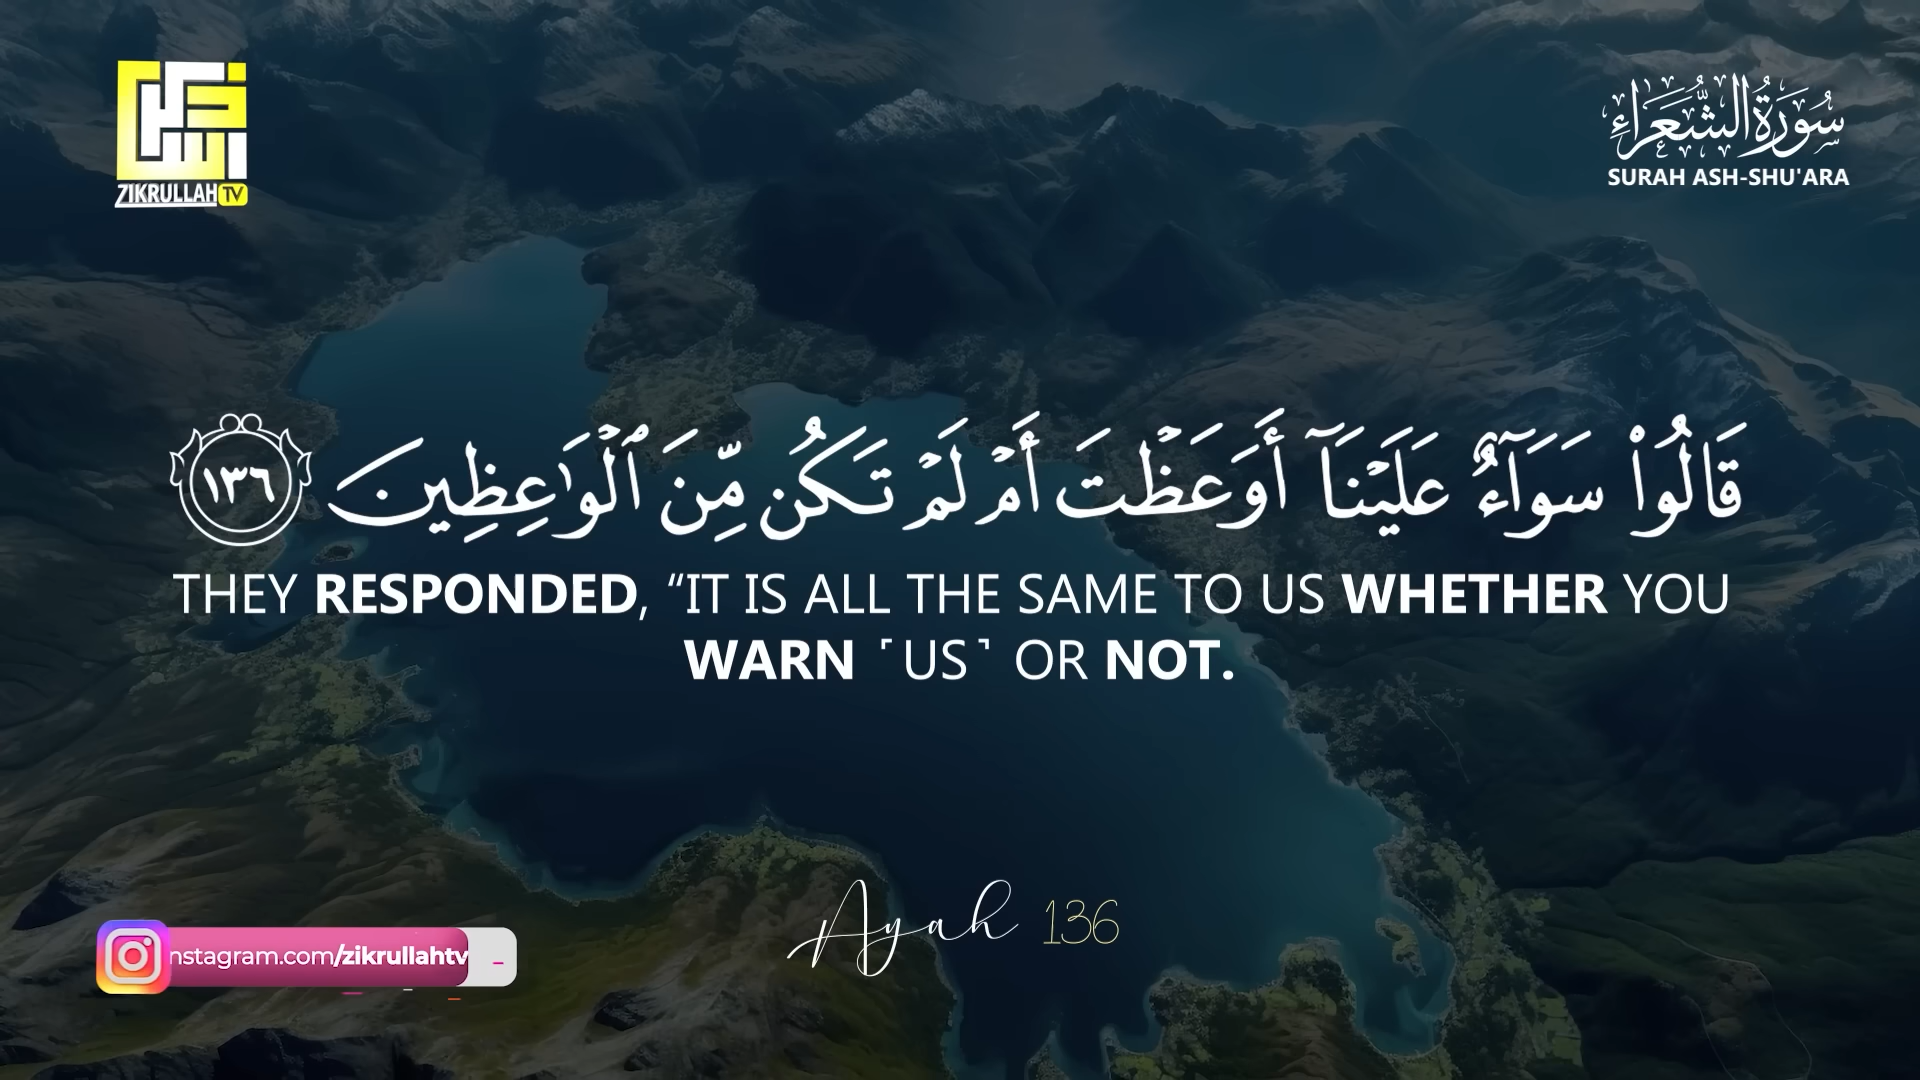 ZIKRULLAH TV
سُورَةُ الشُّعَرَاءِ
SURAH ASH-SHU'ARA
قَالُوا۟ سَوَآءٌ عَلَيْنَآ أَوَعَظْتَ أَمْ لَمْ تَكُن مِّنَ ٱلْوَٰعِظِينَ ١٣٦
THEY RESPONDED, “IT IS ALL THE SAME TO US WHETHER YOU
WARN ˹US˺ OR NOT.
Ayah 136
nstagram.com/zikrullahtv